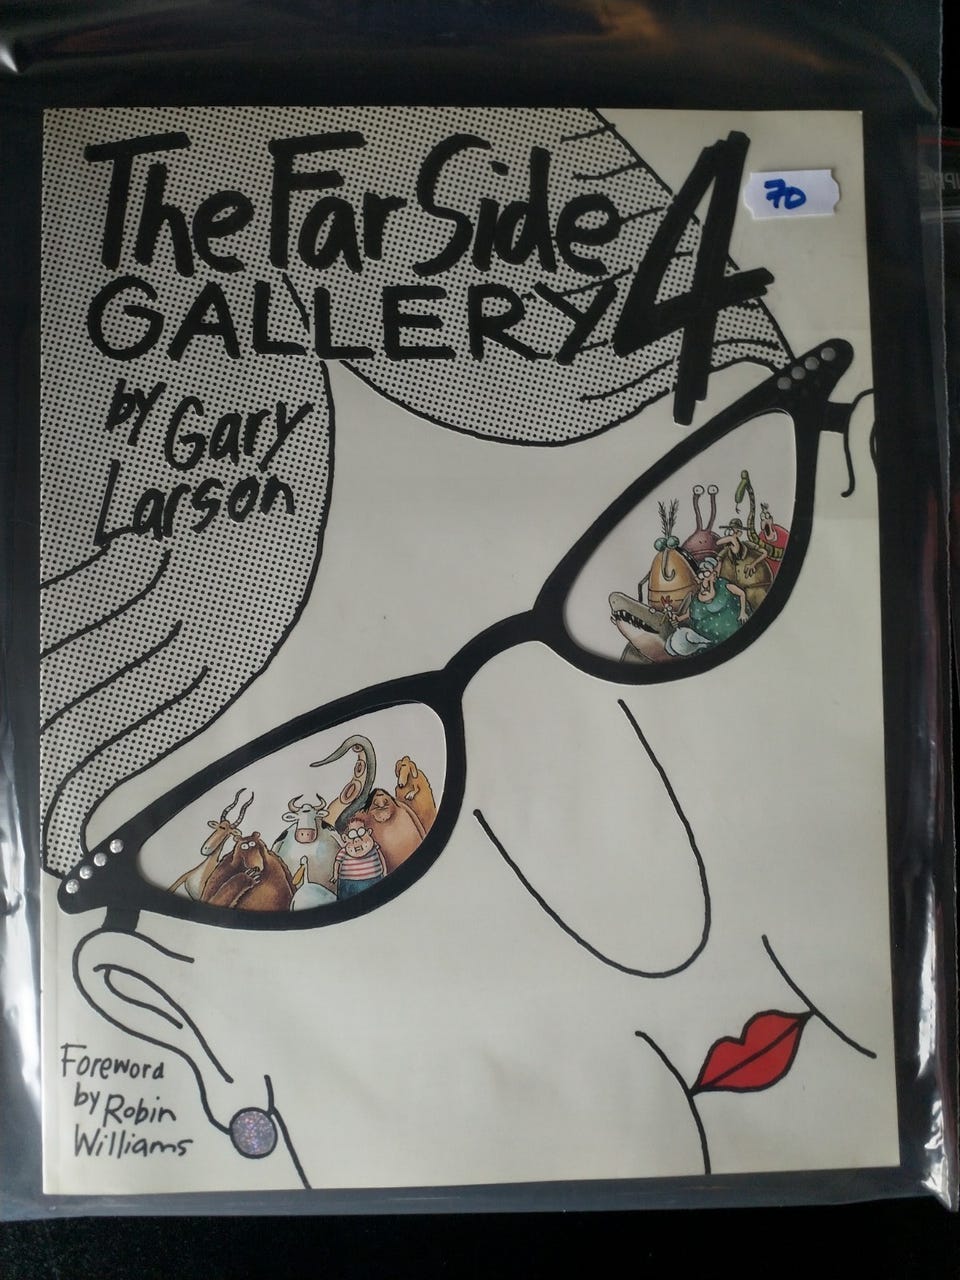 The Far Side 4
GALLERY
70
by Gary
Larson
Foreword
by Robin
Williams